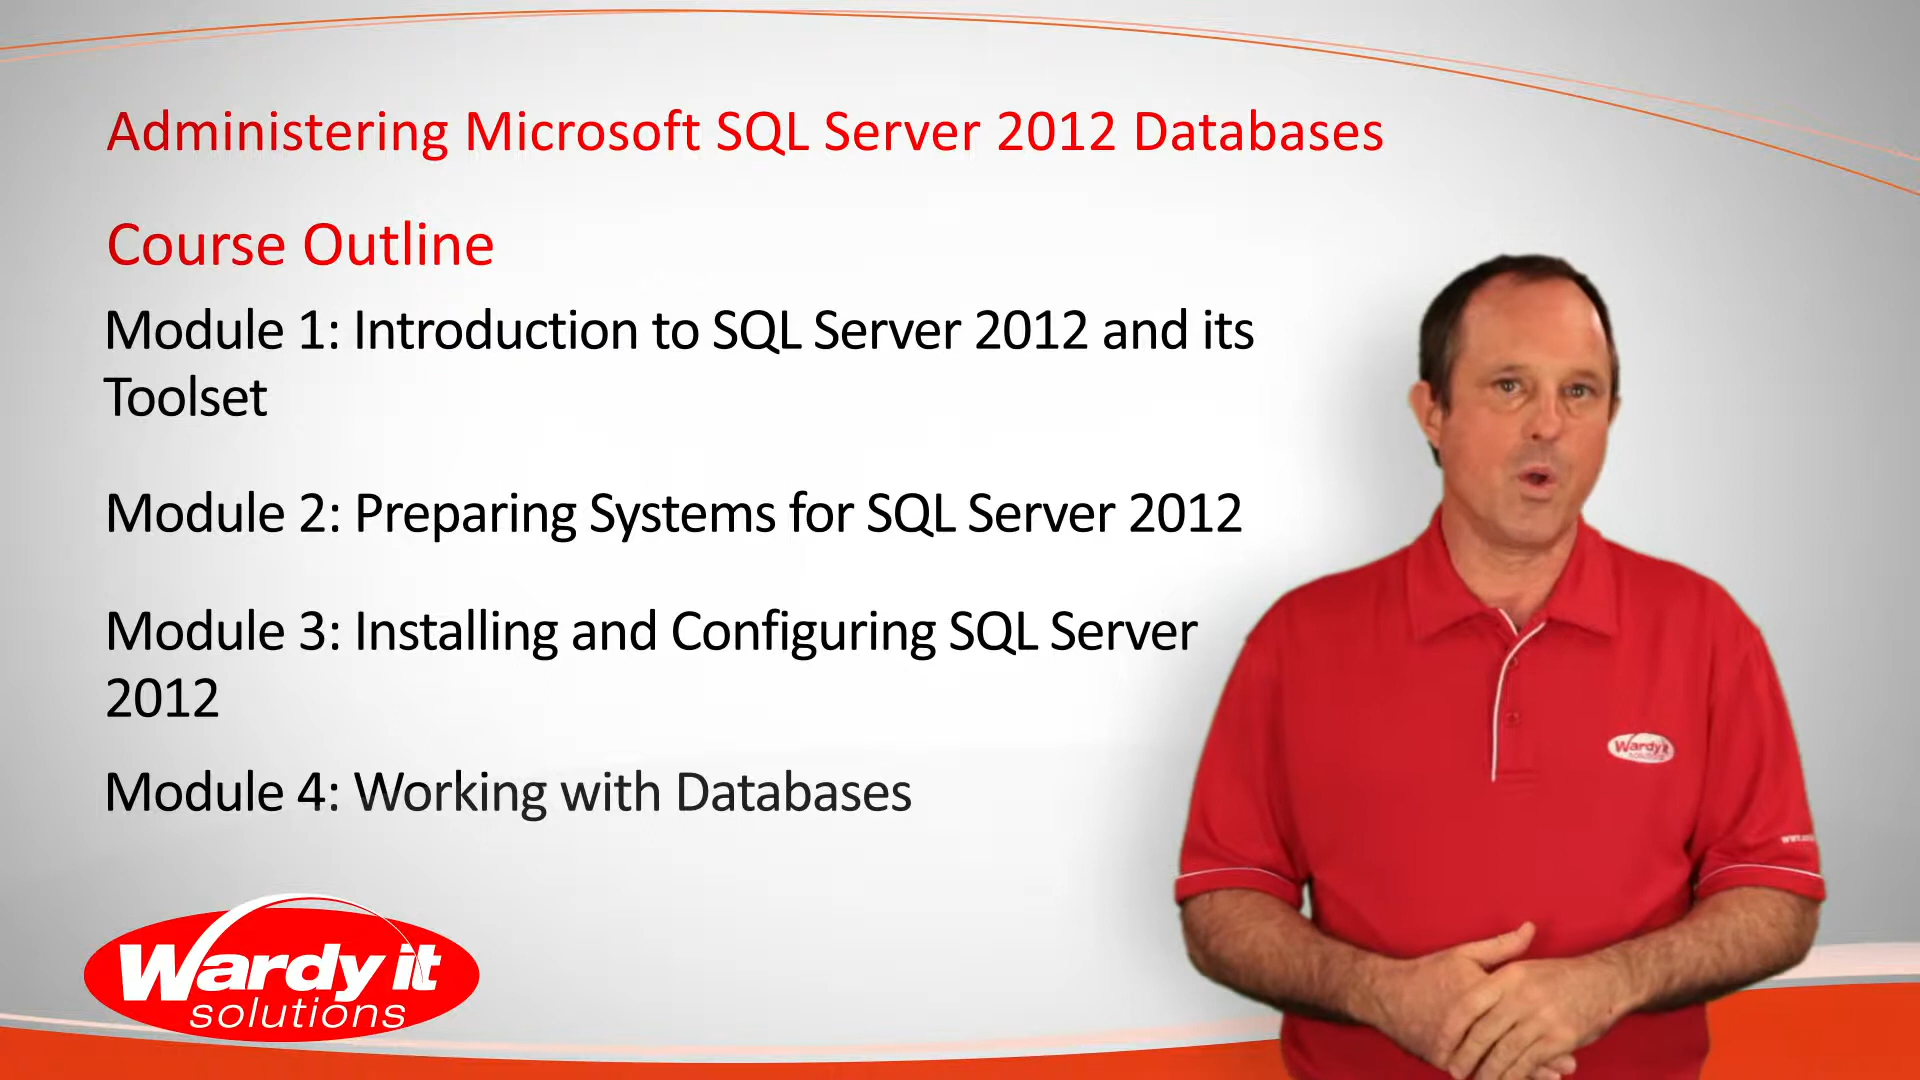 Administering Microsoft SQL Server 2012 Databases
Course Outline
Module 1: Introduction to SQL Server 2012 and its
Toolset
Module 2: Preparing Systems for SQL Server 2012
Module 3: Installing and Configuring SQL Server
2012
Module 4: Working with Databases
Wardy it
solutions
Wardy it
solutions